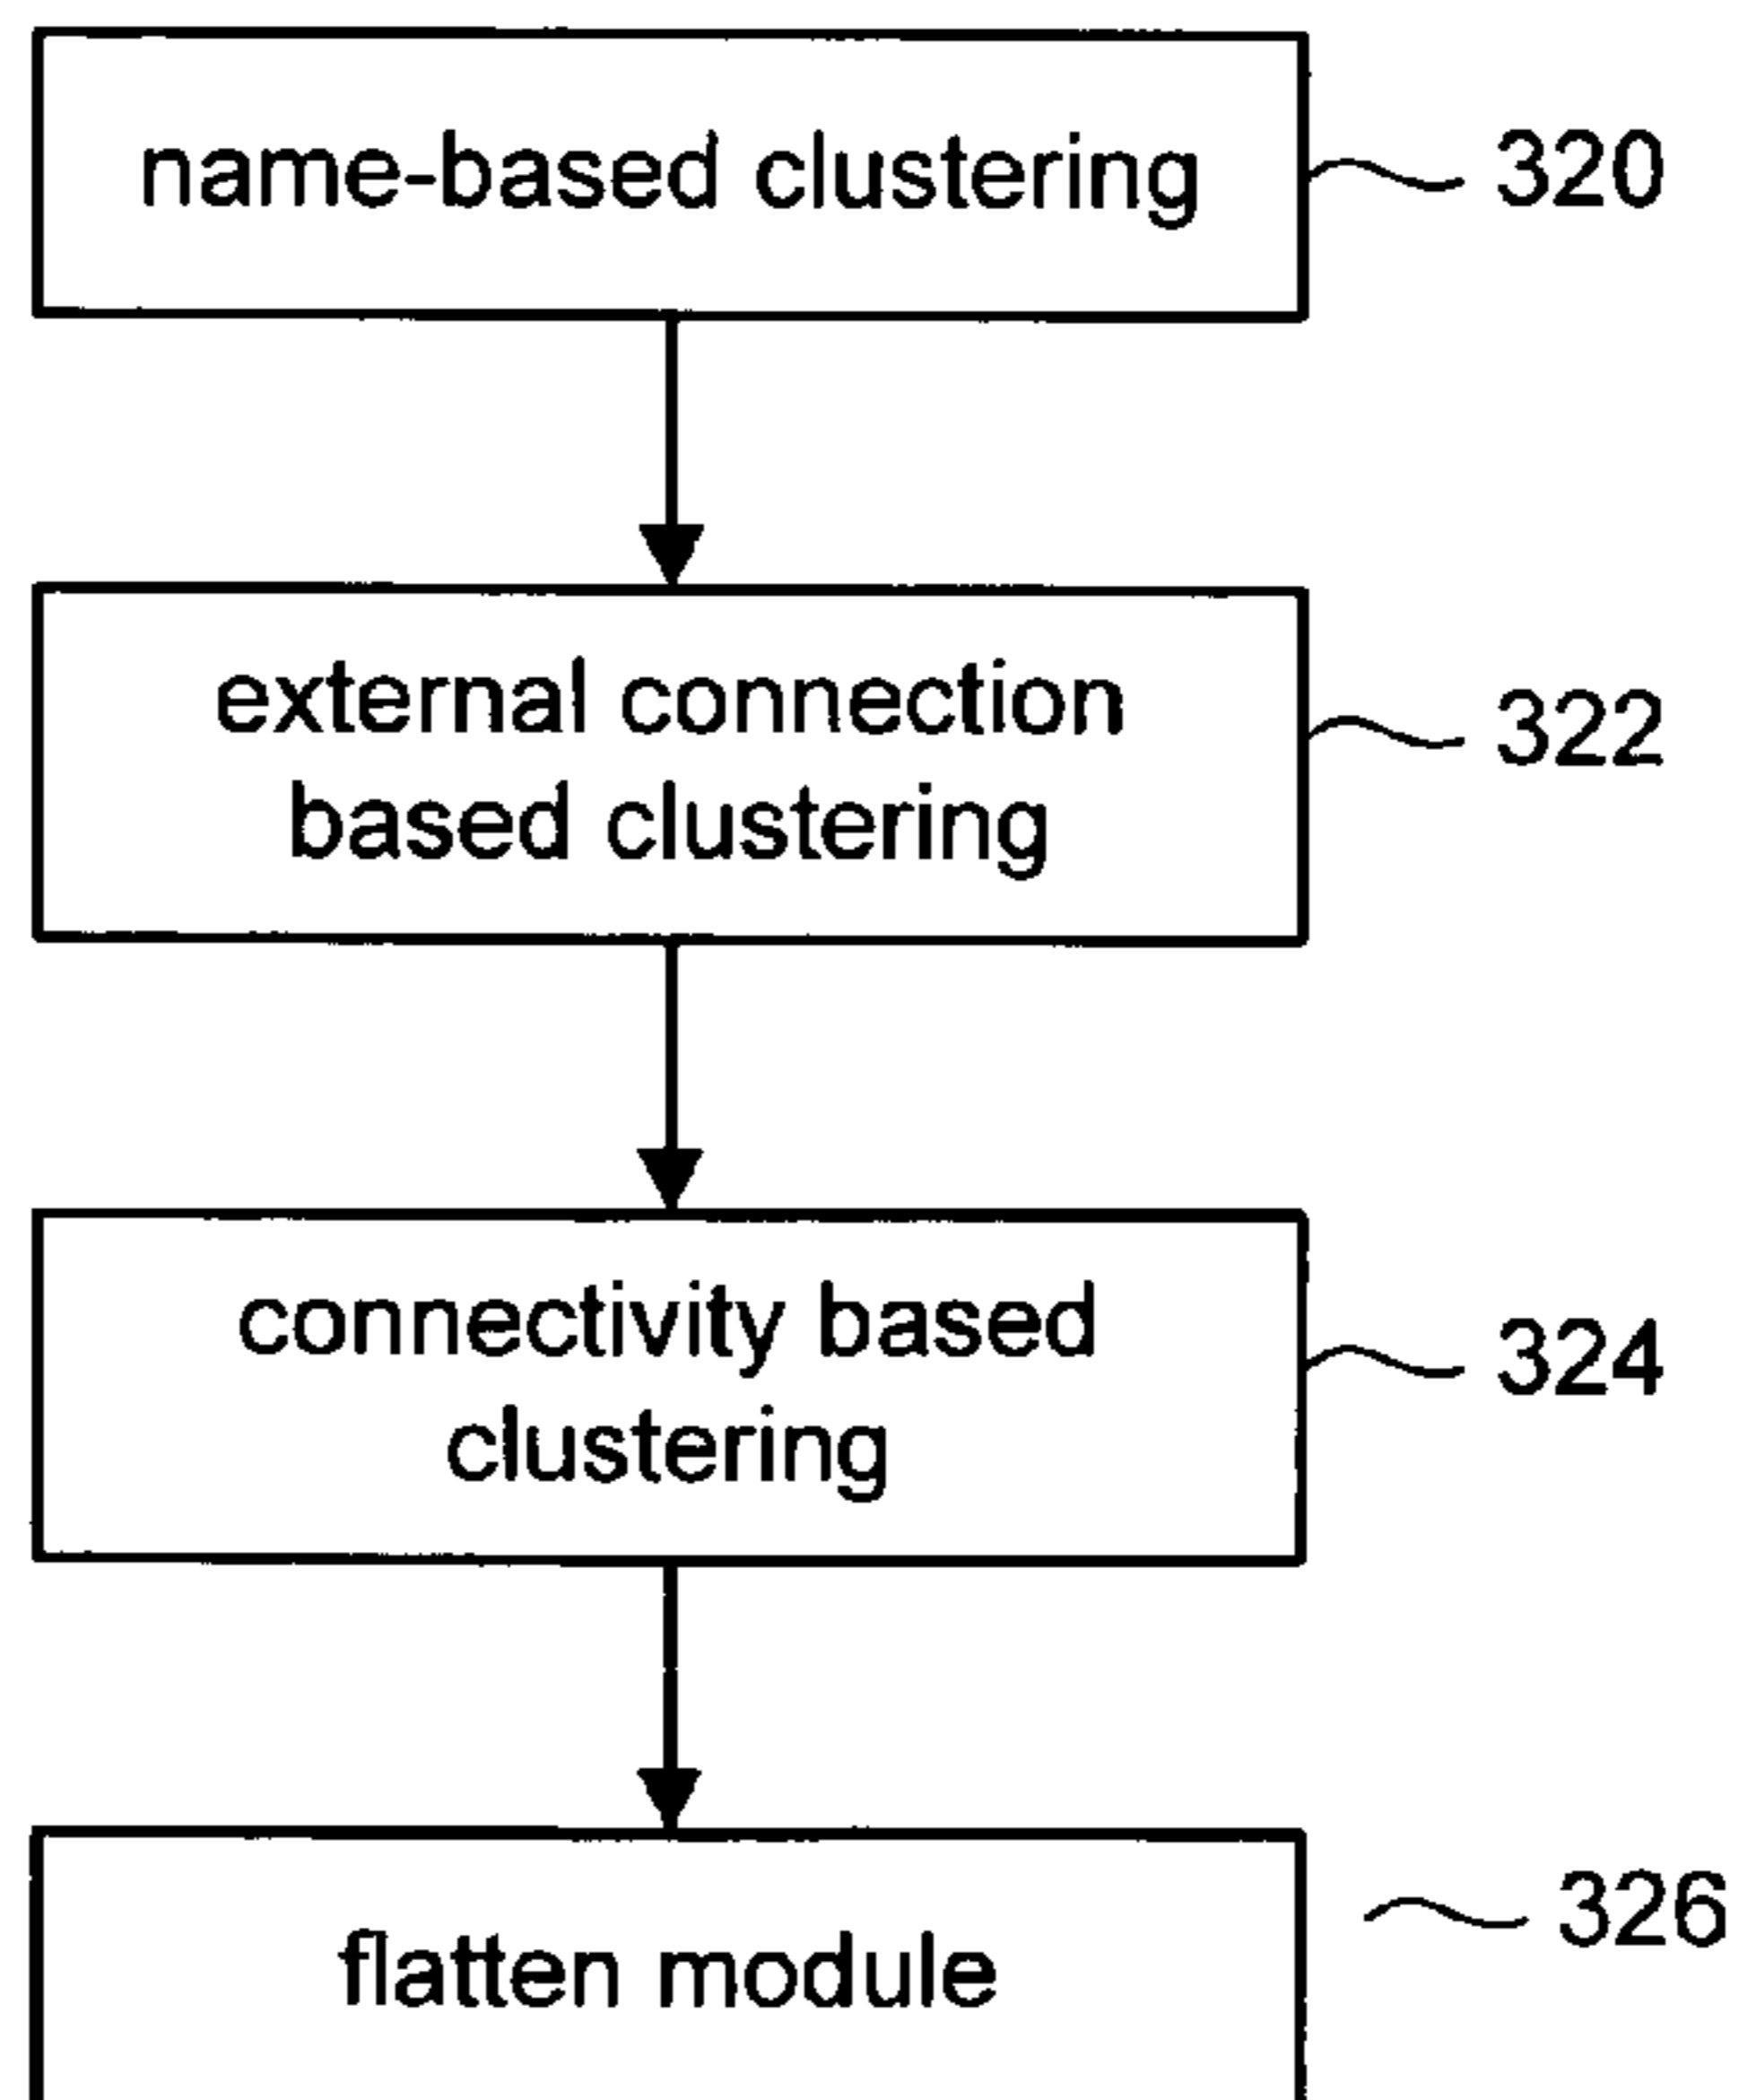 name-based clustering
320
external connection
based clustering
322
connectivity based
clustering
324
flatten module
326